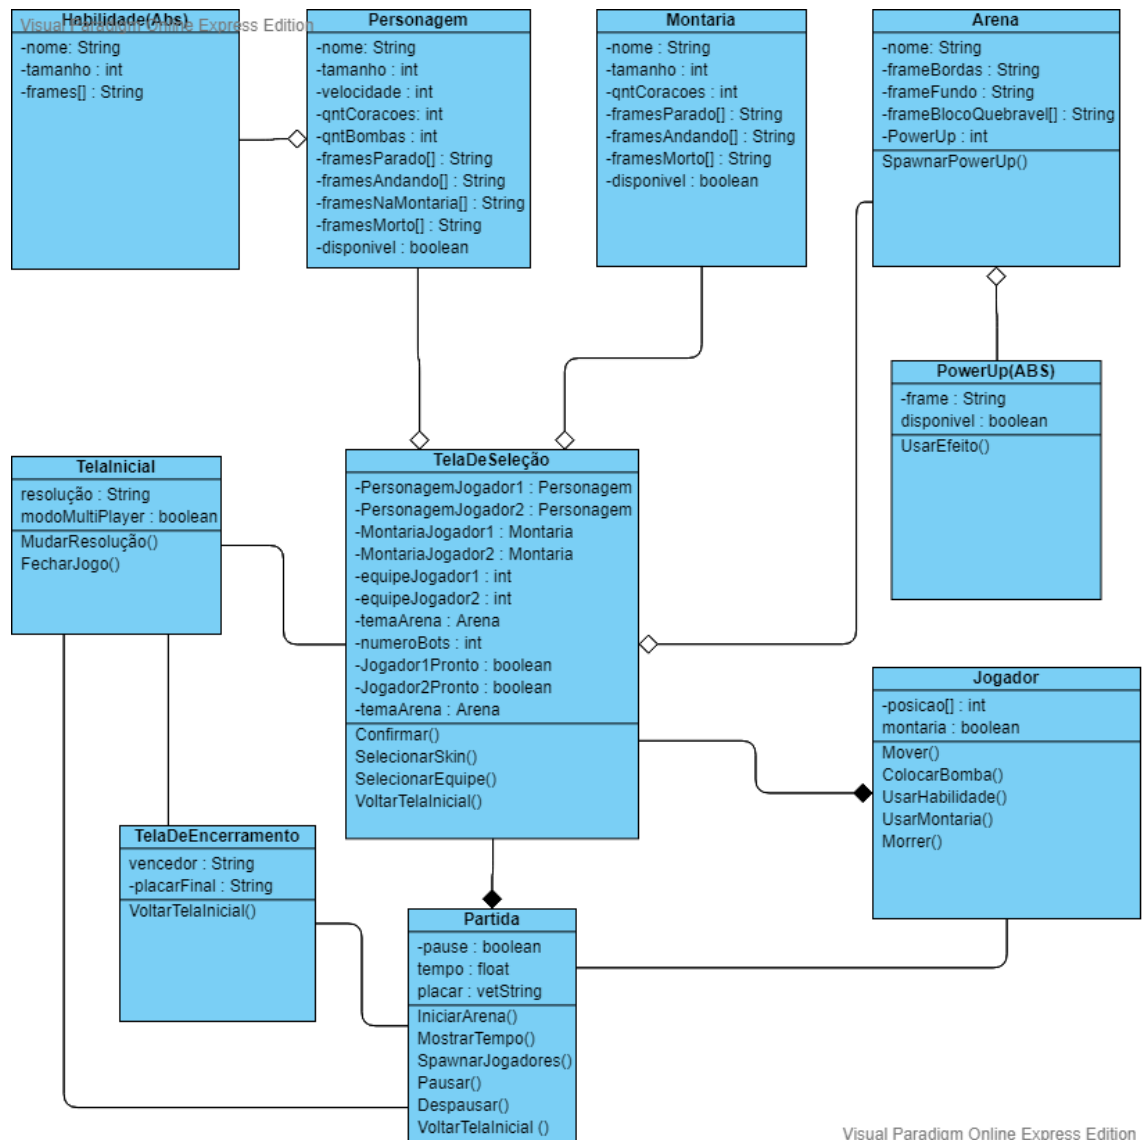 Visual Paradigm Online Express Edition
Habilidade(Abs)
-nome: String
-tamanho : int
-frames[] : String
Personagem
-nome: String
-tamanho : int
-velocidade : int
-qntCoracoes: int
-qntBombas : int
-framesParado[] : String
-framesAndando[] : String
-framesNaMontaria[] : String
-framesMorto[] : String
-disponivel : boolean
Montaria
-nome : String
-tamanho : int
-qntCoracoes : int
-framesParado[] : String
-framesAndando[] : String
-framesMorto[] : String
-disponivel : boolean
Arena
-nome: String
-frameBordas : String
-frameFundo : String
-frameBlocoQuebravel[] : String
-PowerUp : int
SpawnarPowerUp()
PowerUp(ABS)
-frame : String
disponivel : boolean
UsarEfeito()
TelaInicial
resolução : String
modoMultiPlayer : boolean
MudarResolução()
FecharJogo()
TelaDeSeleção
-PersonagemJogador1 : Personagem
-PersonagemJogador2 : Personagem
-MontariaJogador1 : Montaria
-MontariaJogador2 : Montaria
-equipeJogador1 : int
-equipeJogador2 : int
-temaArena : Arena
-numeroBots : int
-Jogador1Pronto : boolean
-Jogador2Pronto : boolean
-temaArena : Arena
Confirmar()
SelecionarSkin()
SelecionarEquipe()
VoltarTelaInicial()
Jogador
-posicao[] : int
montaria : boolean
Mover()
ColocarBomba()
UsarHabilidade()
UsarMontaria()
Morrer()
TelaDeEncerramento
vencedor : String
-placarFinal : String
VoltarTelaInicial()
Partida
-pause : boolean
tempo : float
placar : vetString
IniciarArena()
MostrarTempo()
SpawnarJogadores()
Pausar()
Despausar()
VoltarTelaInicial ()
Visual Paradigm Online Express Edition